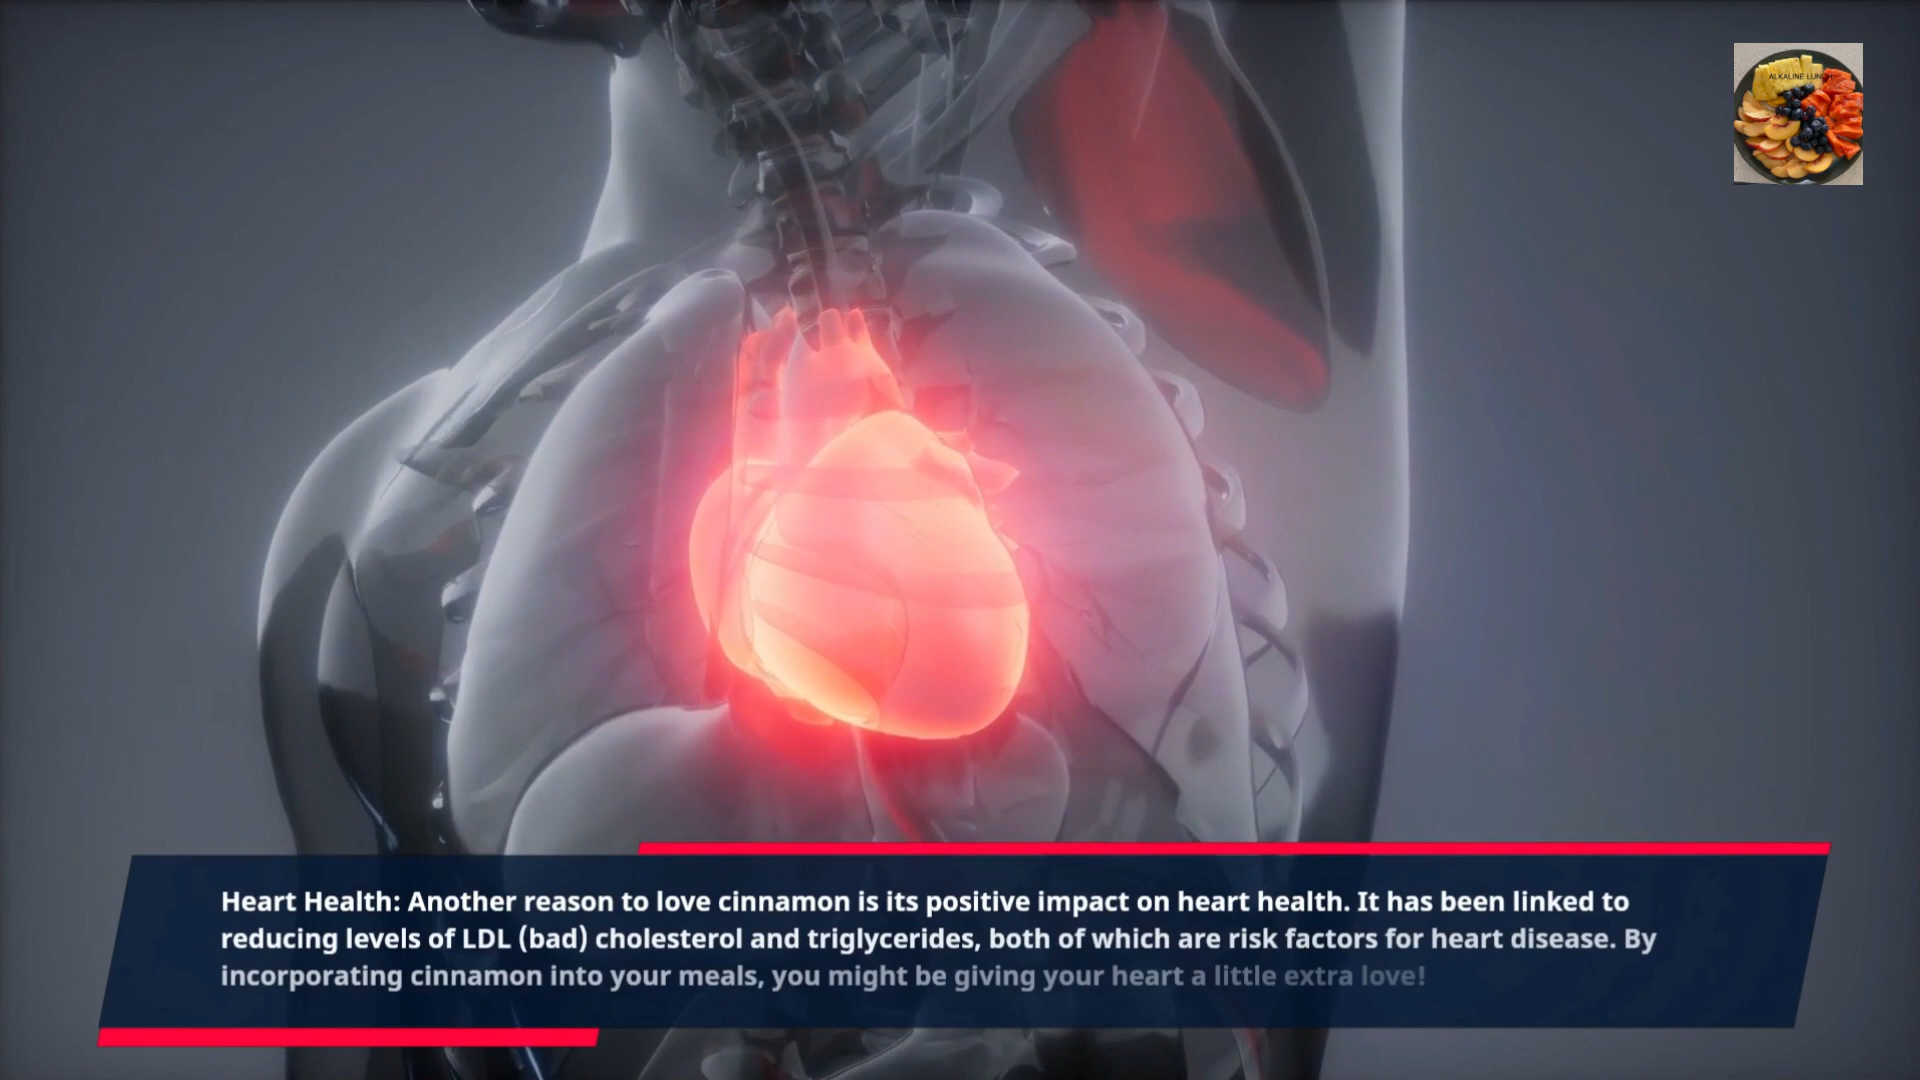 ALKALINE LUNCH
Heart Health: Another reason to love cinnamon is its positive impact on heart health. It has been linked to
reducing levels of LDL (bad) cholesterol and triglycerides, both of which are risk factors for heart disease. By
incorporating cinnamon into your meals, you might be giving your heart a little extra love!